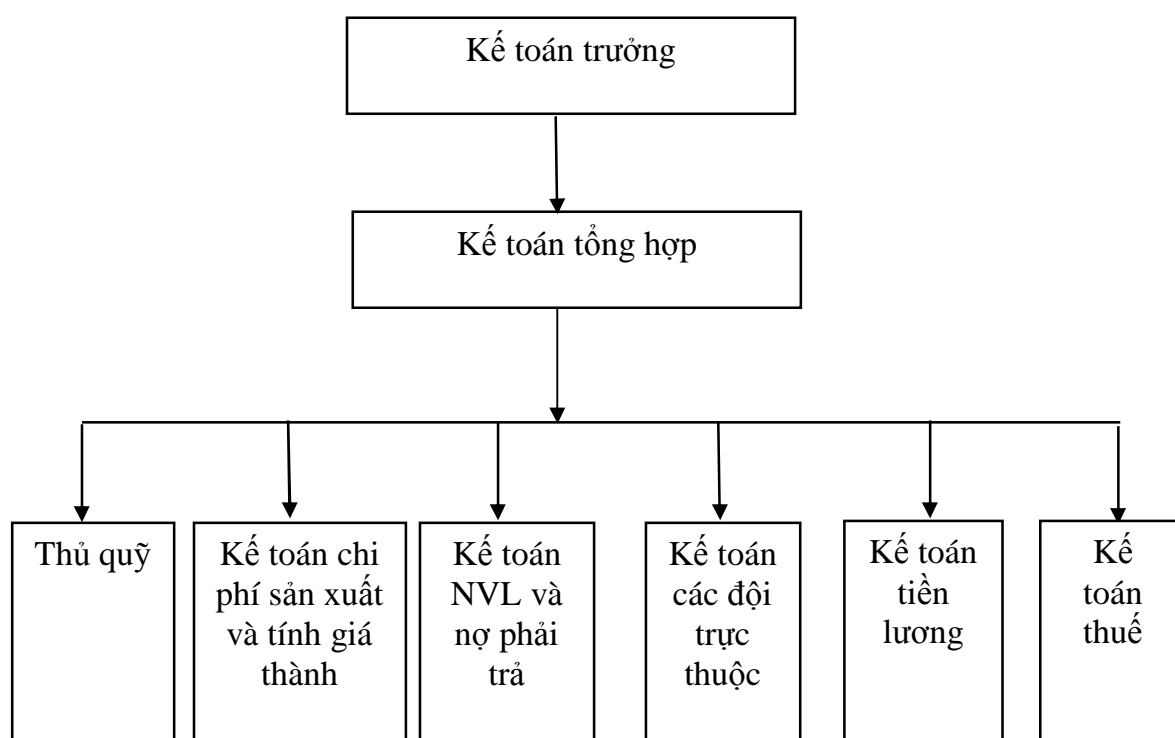 Kế toán trưởng
Kế toán tổng hợp
Thủ quỹ
Kế toán chi
phí sản xuất
và tính giá
thành
Kế toán
NVL và
nợ phải
trả
Kế toán
các đội
trực
thuộc
Kế toán
tiền
lương
Kế
toán
thuế